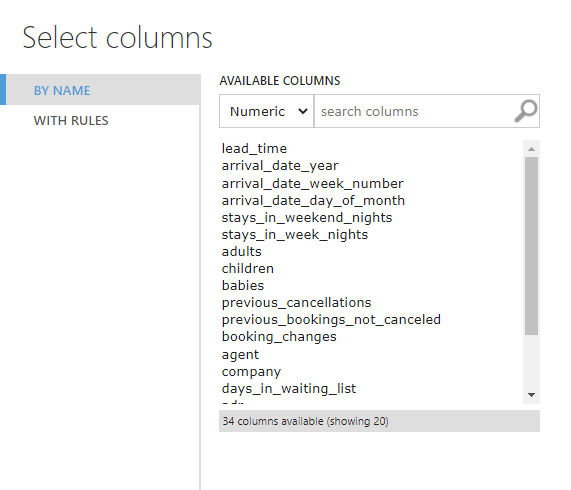 Select columns
BY NAME
WITH RULES
AVAILABLE COLUMNS
Numeric search columns
lead_time
arrival_date_year
arrival_date_week_number
arrival_date_day_of_month
stays_in_weekend_nights
stays_in_week_nights
adults
children
babies
previous_cancellations
previous_bookings_not_canceled
booking_changes
agent
company
days_in_waiting_list
34 columns available (showing 20)